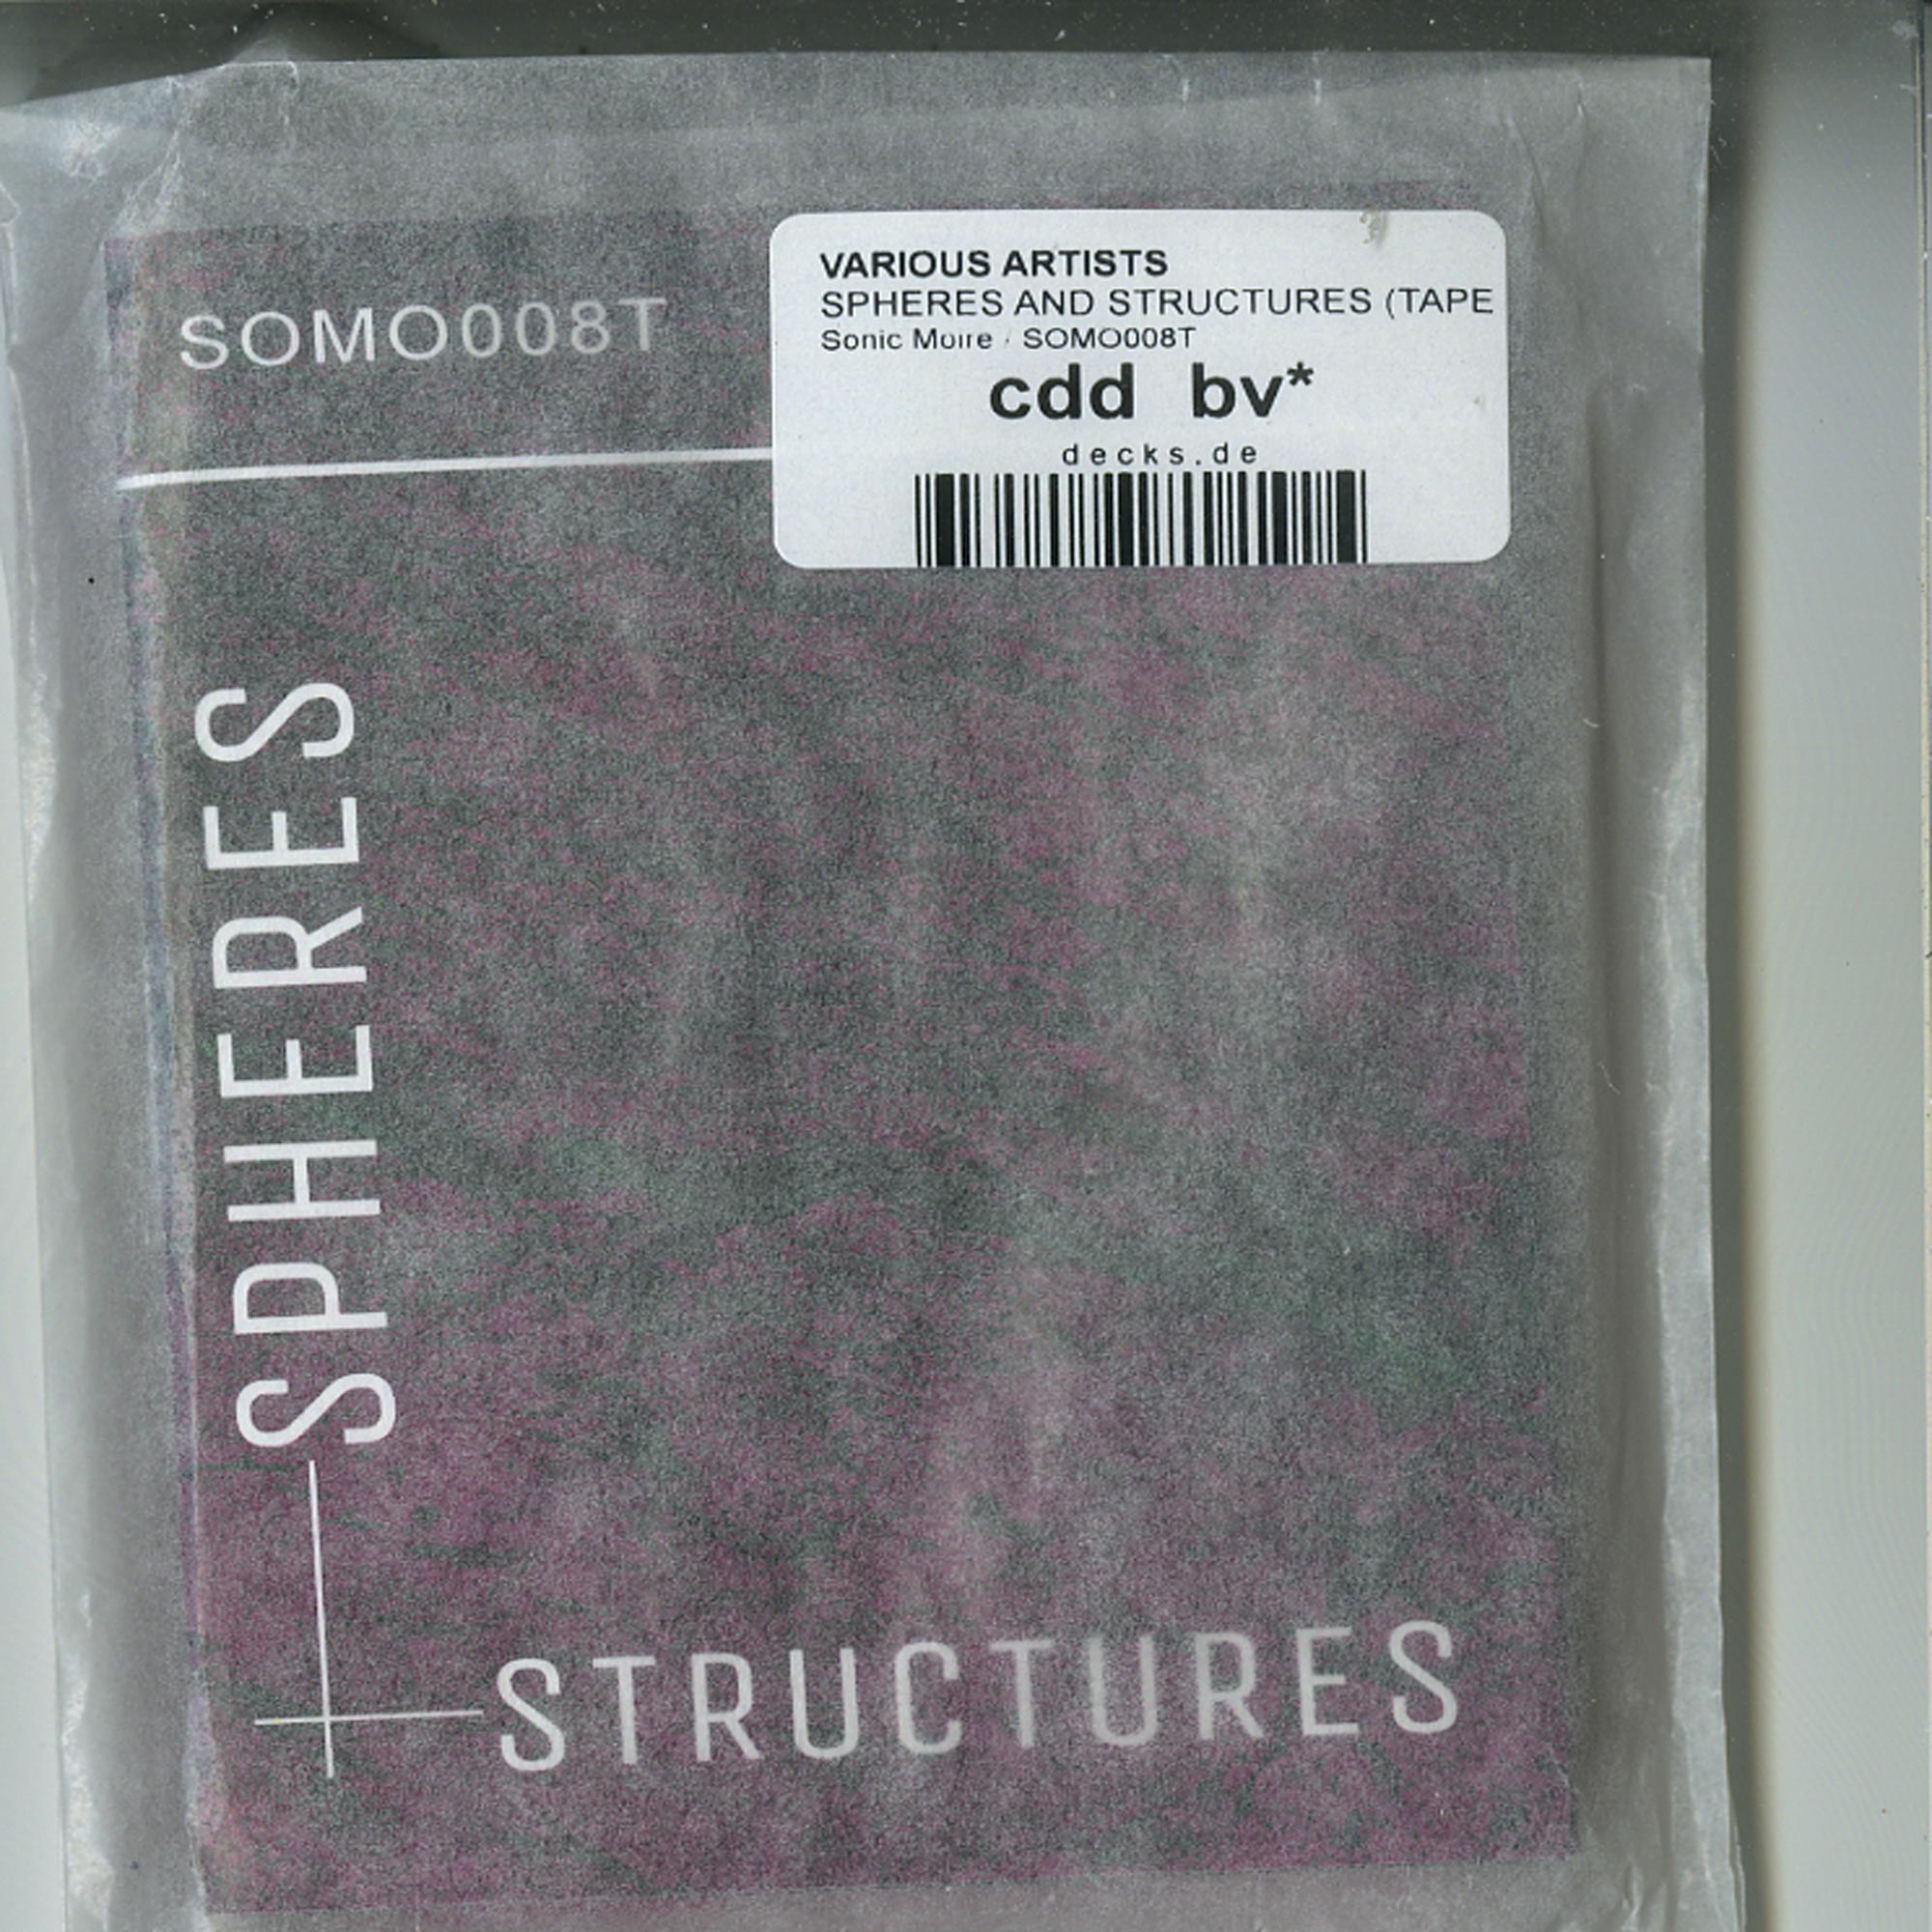 SOMO008T
VARIOUS ARTISTS
SPHERES AND STRUCTURES (TAPE
Sonic Moire / SOMO008T
cdd bv*
decks.de
SPHERES
STRUCTURES